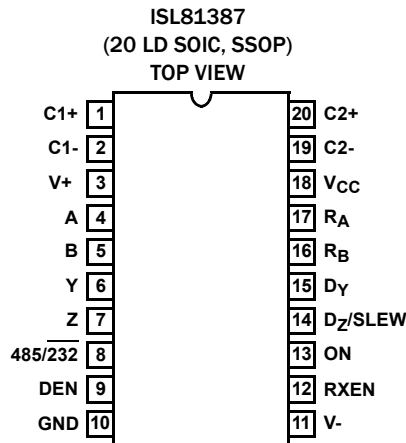 ISL81387
(20 LD SOIC, SSOP)
TOP VIEW
C1+ 1 20 C2+
C1- 2 19 C2-
V+ 3 18 VCC
A 4 17 RA
B 5 16 RB
Y 6 15 DY
Z 7 14 DZ/SLEW
485/232 8 13 ON
DEN 9 12 RXEN
GND 10 11 V-